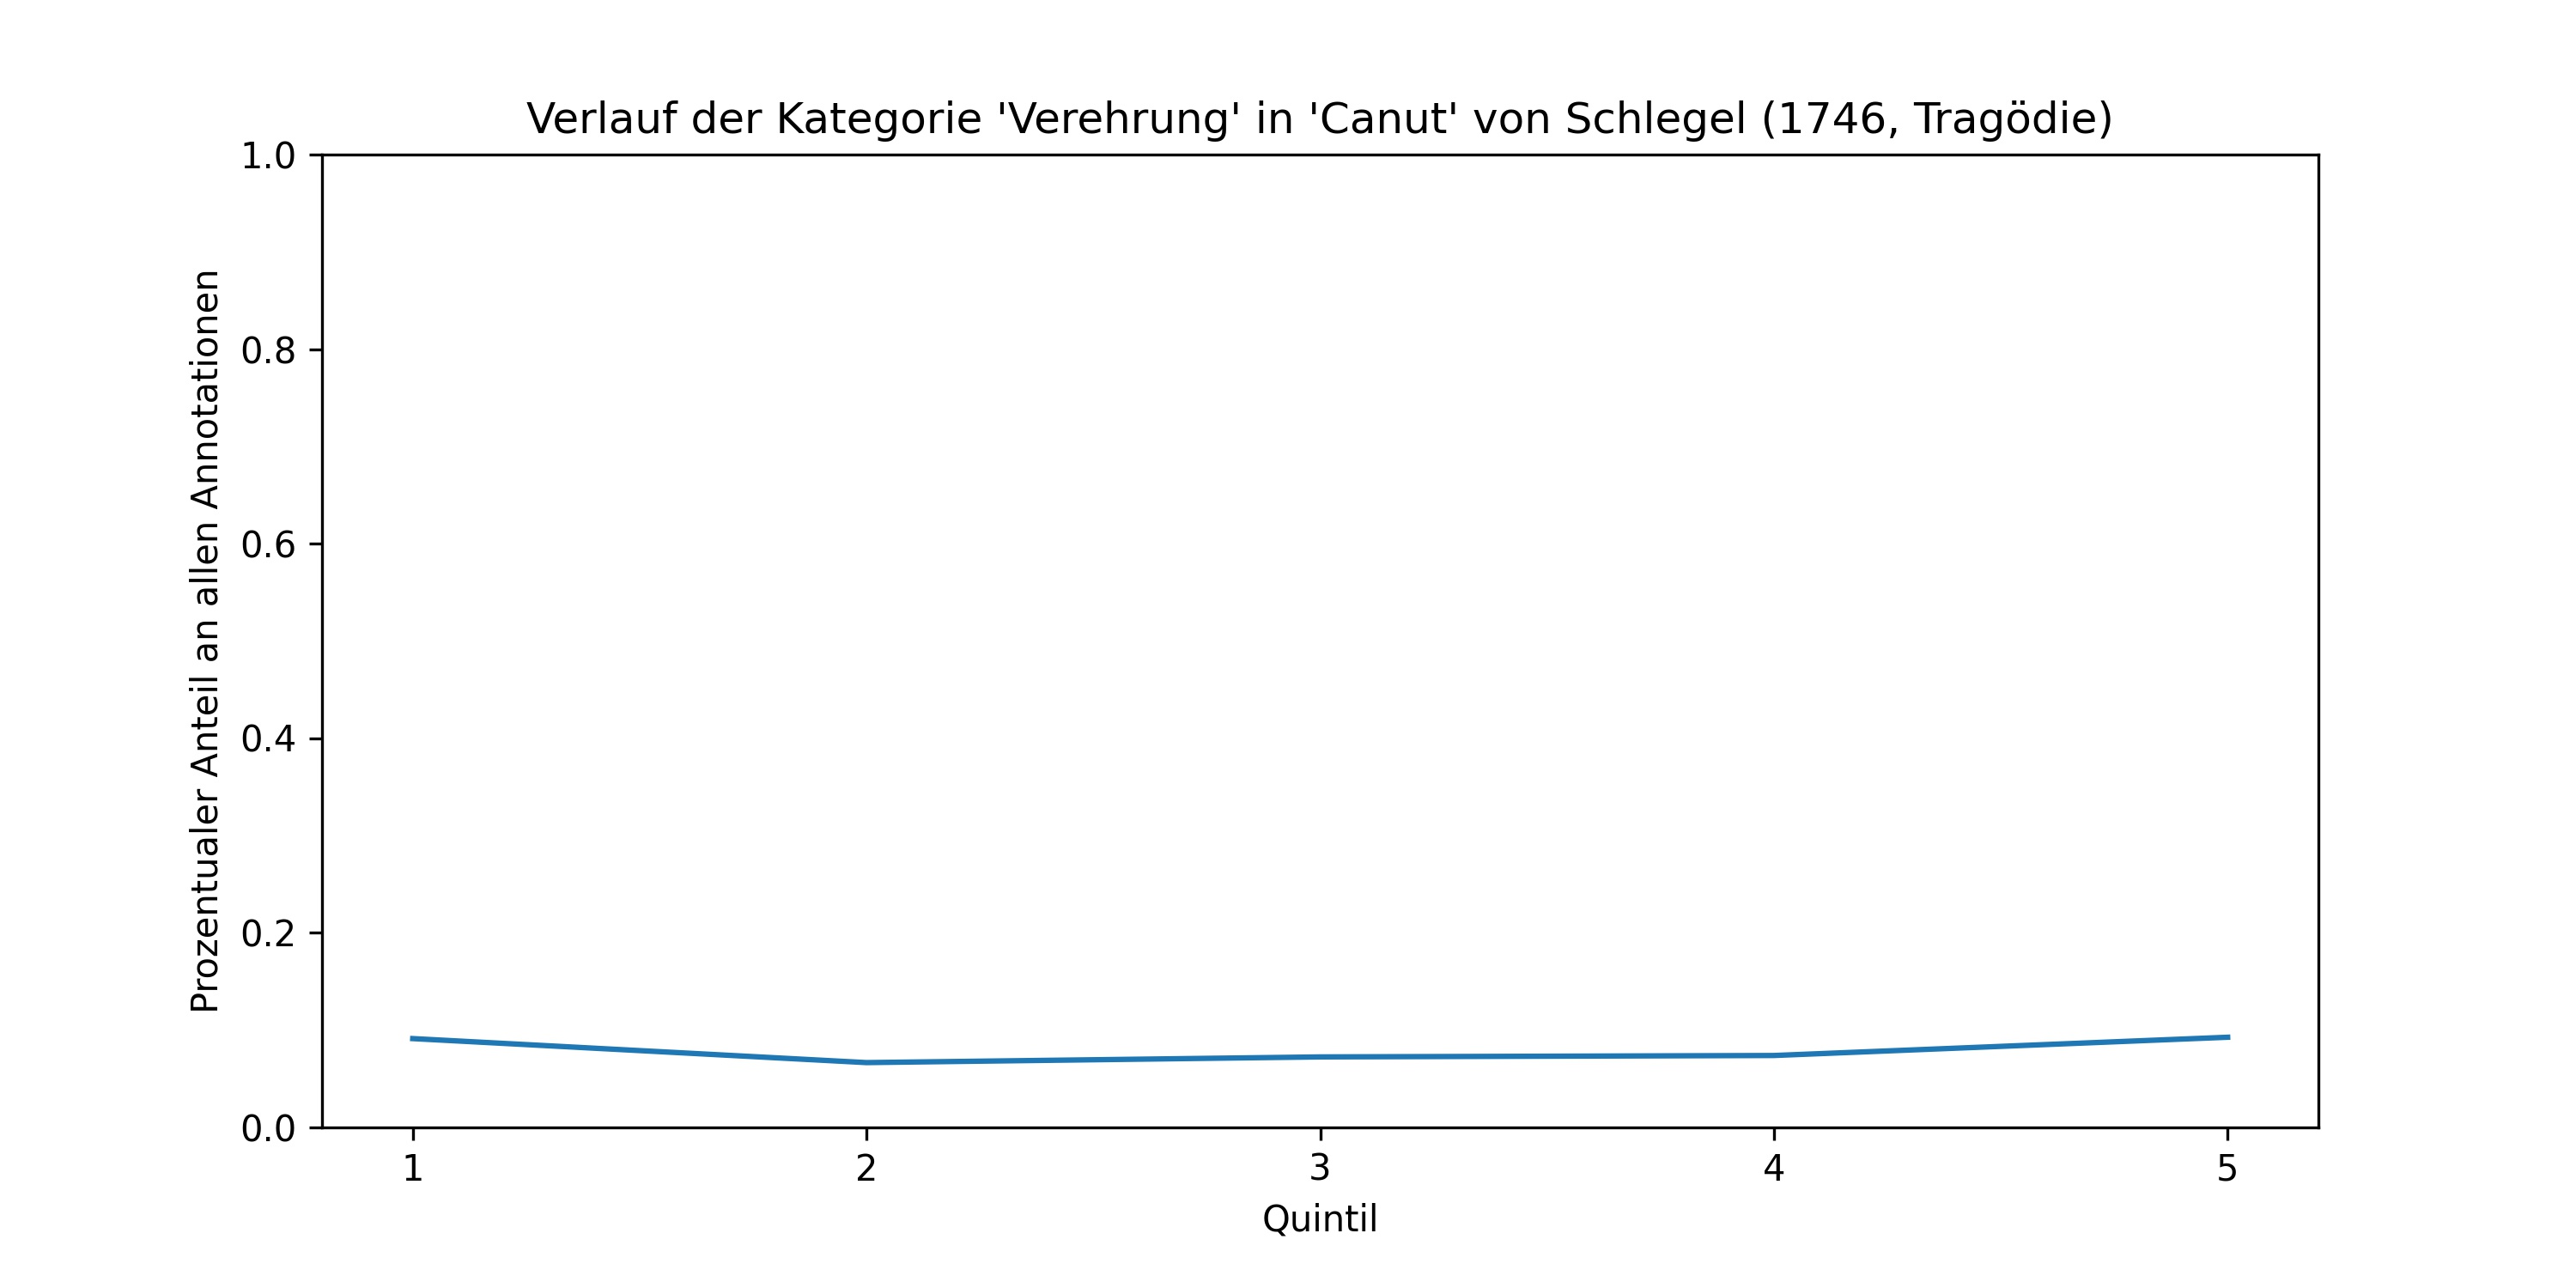 Verlauf der Kategorie 'Verehrung' in 'Canut' von Schlegel (1746, Tragödie)
Prozentualer Anteil an allen Annotationen
1.0
0.8
0.6
0.4
0.2
0.0
1 2 3 4 5
Quintil